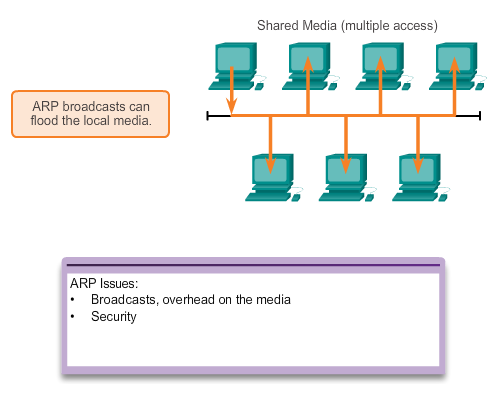 Shared Media (multiple access)
ARP broadcasts can
flood the local media.
ARP Issues:
• Broadcasts, overhead on the media
• Security